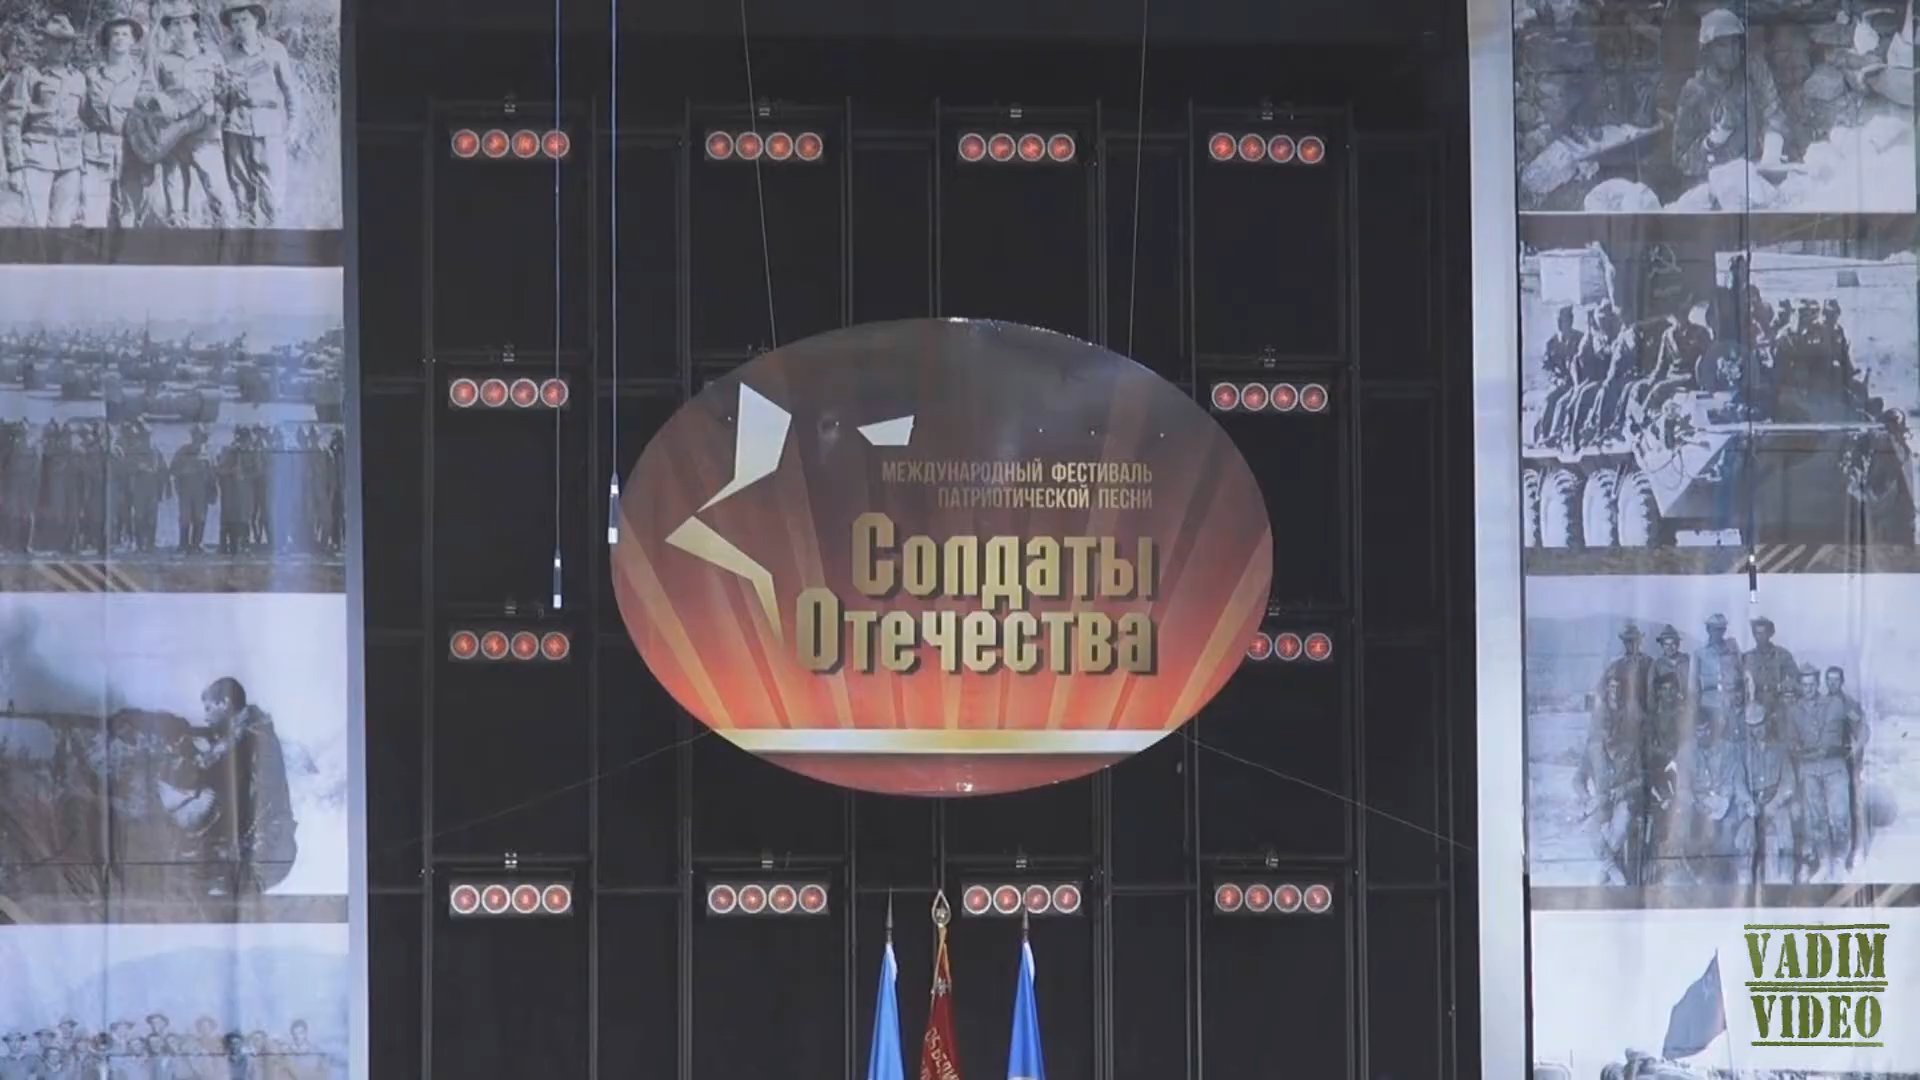 МЕЖДУНАРОДНЫЙ ФЕСТИВАЛЬ
ПАТРИОТИЧЕСКОЙ ПЕСНИ
Солдаты
Отечества
VADIM
VIDEO